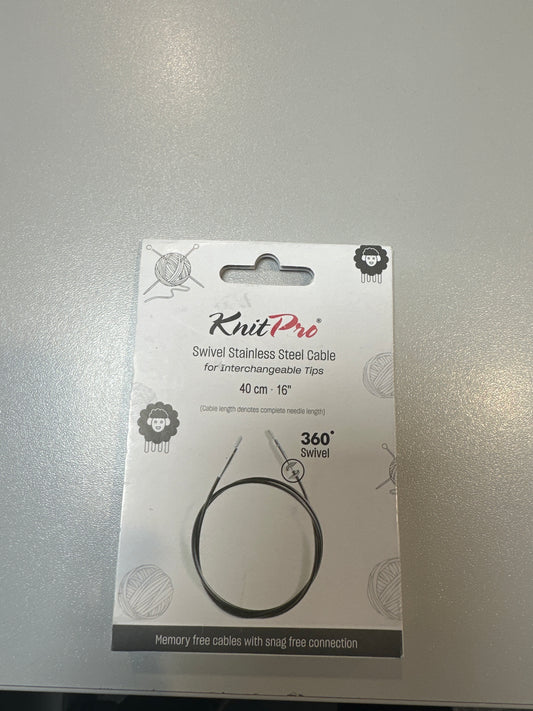 KnitPro®
Swivel Stainless Steel Cable
for Interchangeable Tips
40 cm · 16"
(Cable length denotes complete needle length)
360°
Swivel
Memory free cables with snag free connection